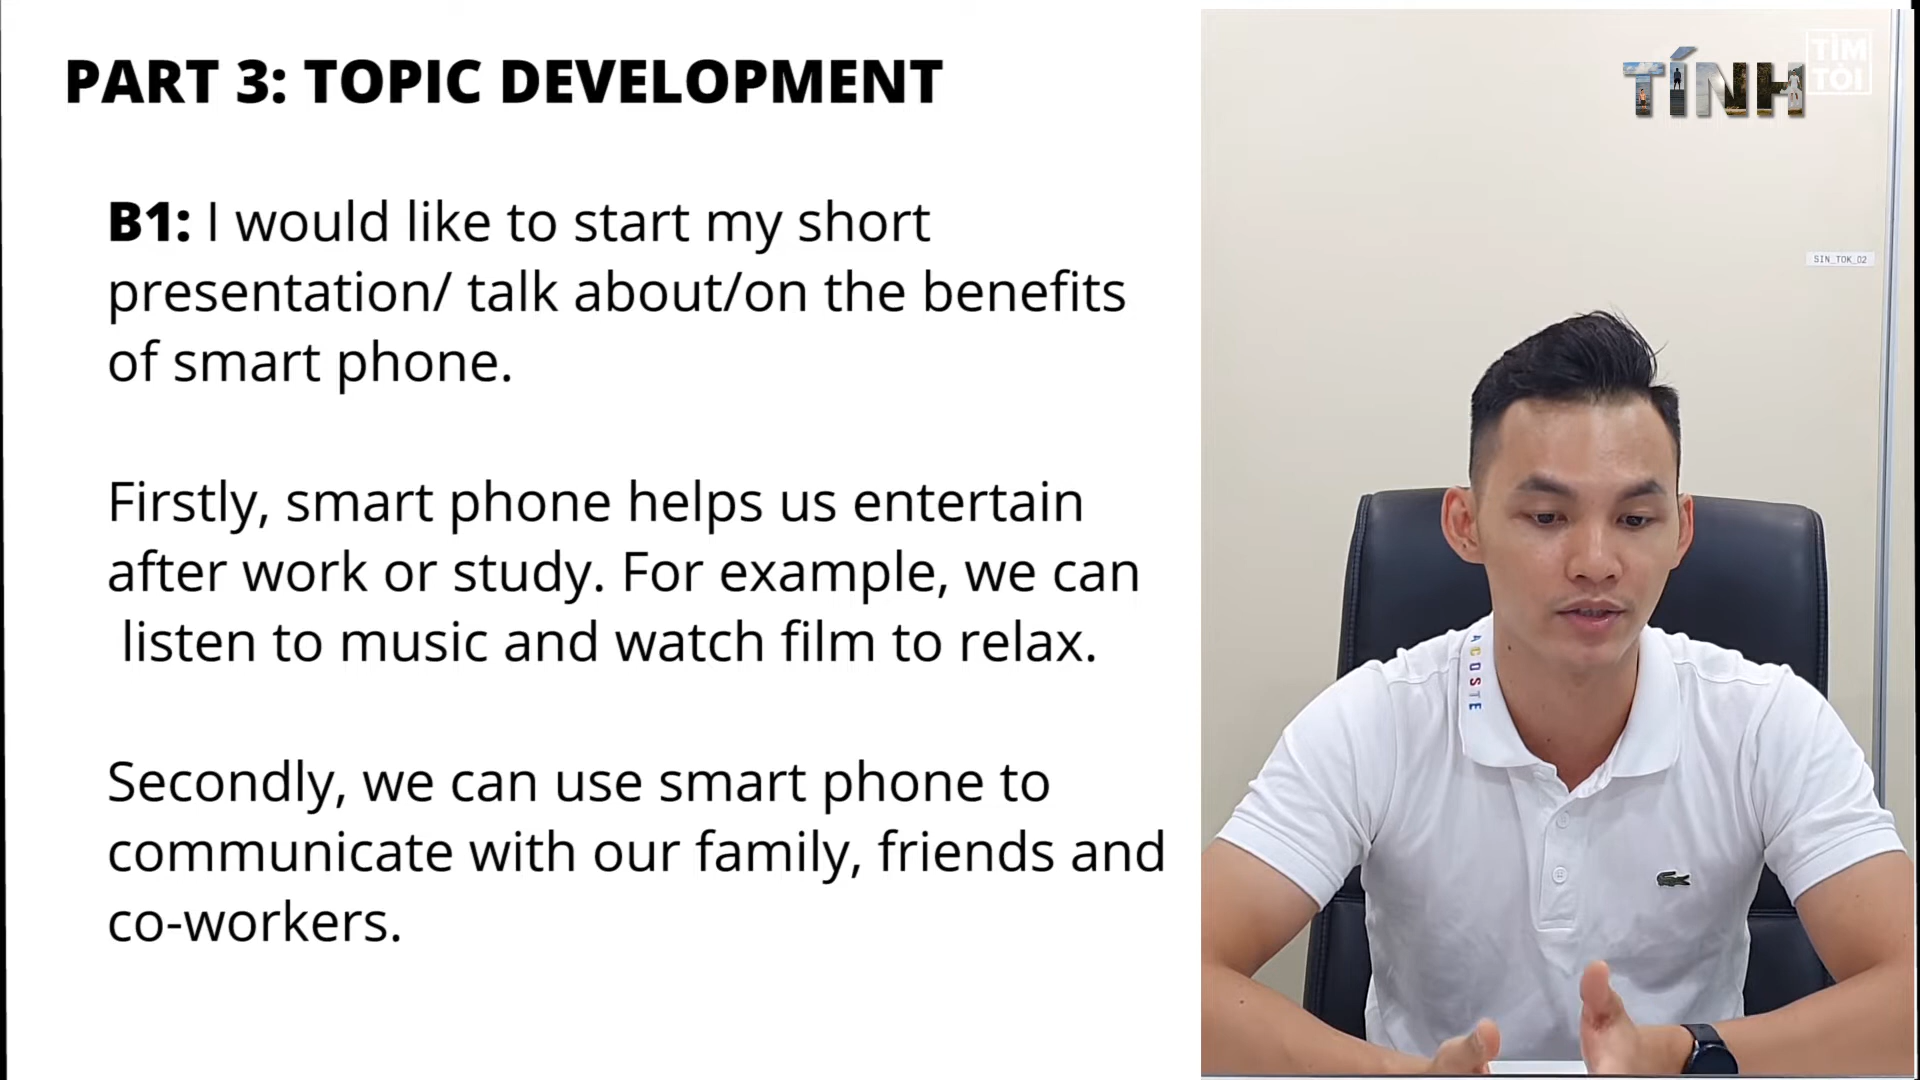 PART 3: TOPIC DEVELOPMENT
B1: I would like to start my short
presentation/ talk about/on the benefits
of smart phone.
Firstly, smart phone helps us entertain
after work or study. For example, we can
listen to music and watch film to relax.
Secondly, we can use smart phone to
communicate with our family, friends and
co-workers.
TÍNH
TÌM
TÒI
SIN_TOK_02
ACOSTE